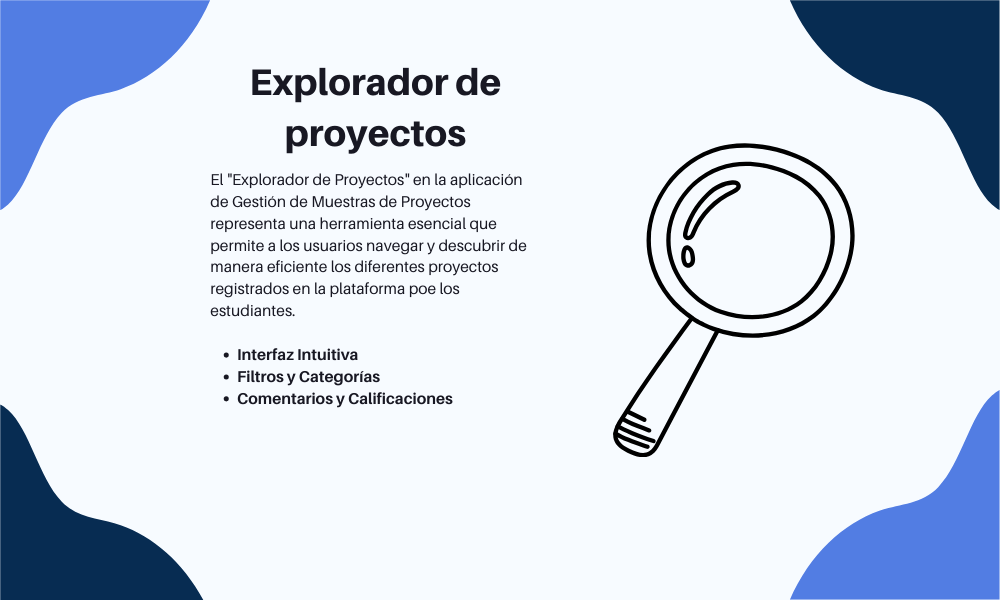 Explorador de
proyectos
El "Explorador de Proyectos" en la aplicación
de Gestión de Muestras de Proyectos
representa una herramienta esencial que
permite a los usuarios navegar y descubrir de
manera eficiente los diferentes proyectos
registrados en la plataforma poe los
estudiantes.
• Interfaz Intuitiva
• Filtros y Categorías
• Comentarios y Calificaciones